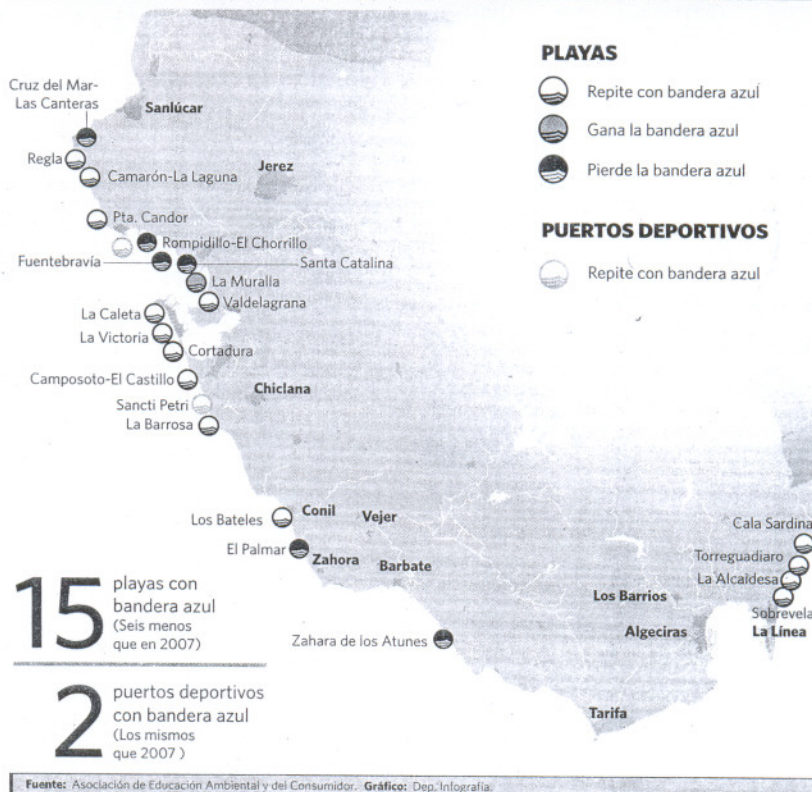 PLAYAS
Repite con bandera azul
Gana la bandera azul
Pierde la bandera azul
PUERTOS DEPORTIVOS
Repite con bandera azul
Cruz del Mar-
Las Canteras
Sanlúcar
Regla
Camarón-La Laguna
Jerez
Pta. Candor
Rompidillo-El Chorrillo
Fuentebravía
Santa Catalina
La Muralla
Valdelagrana
La Caleta
La Victoria
Cortadura
Camposoto-El Castillo
Chiclana
Sancti Petri
La Barrosa
Los Bateles
Conil
Vejer
El Palmar
Zahora
Barbate
Zahara de los Atunes
Cala Sardina
Torreguadiaro
La Alcaidesa
Los Barrios
Sobrevela
Algeciras
La Línea
Tarifa
15 playas con
bandera azul
(Seis menos
que en 2007)
2 puertos deportivos
con bandera azul
(Los mismos
que 2007 )
Fuente: Asociación de Educación Ambiental y del Consumidor. Gráfico: Dep. Infografía.